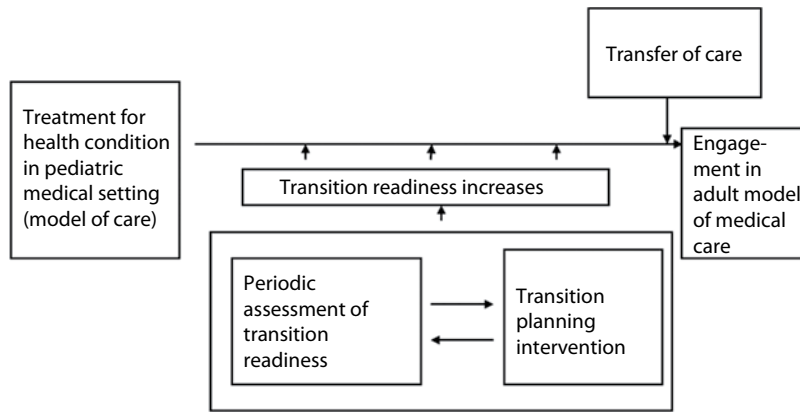 Transfer of care
Treatment for
health condition
in pediatric
medical setting
(model of care)
Engage-
ment in
adult model
of medical
care
Transition readiness increases
Periodic
assessment of
transition
readiness
Transition
planning
intervention